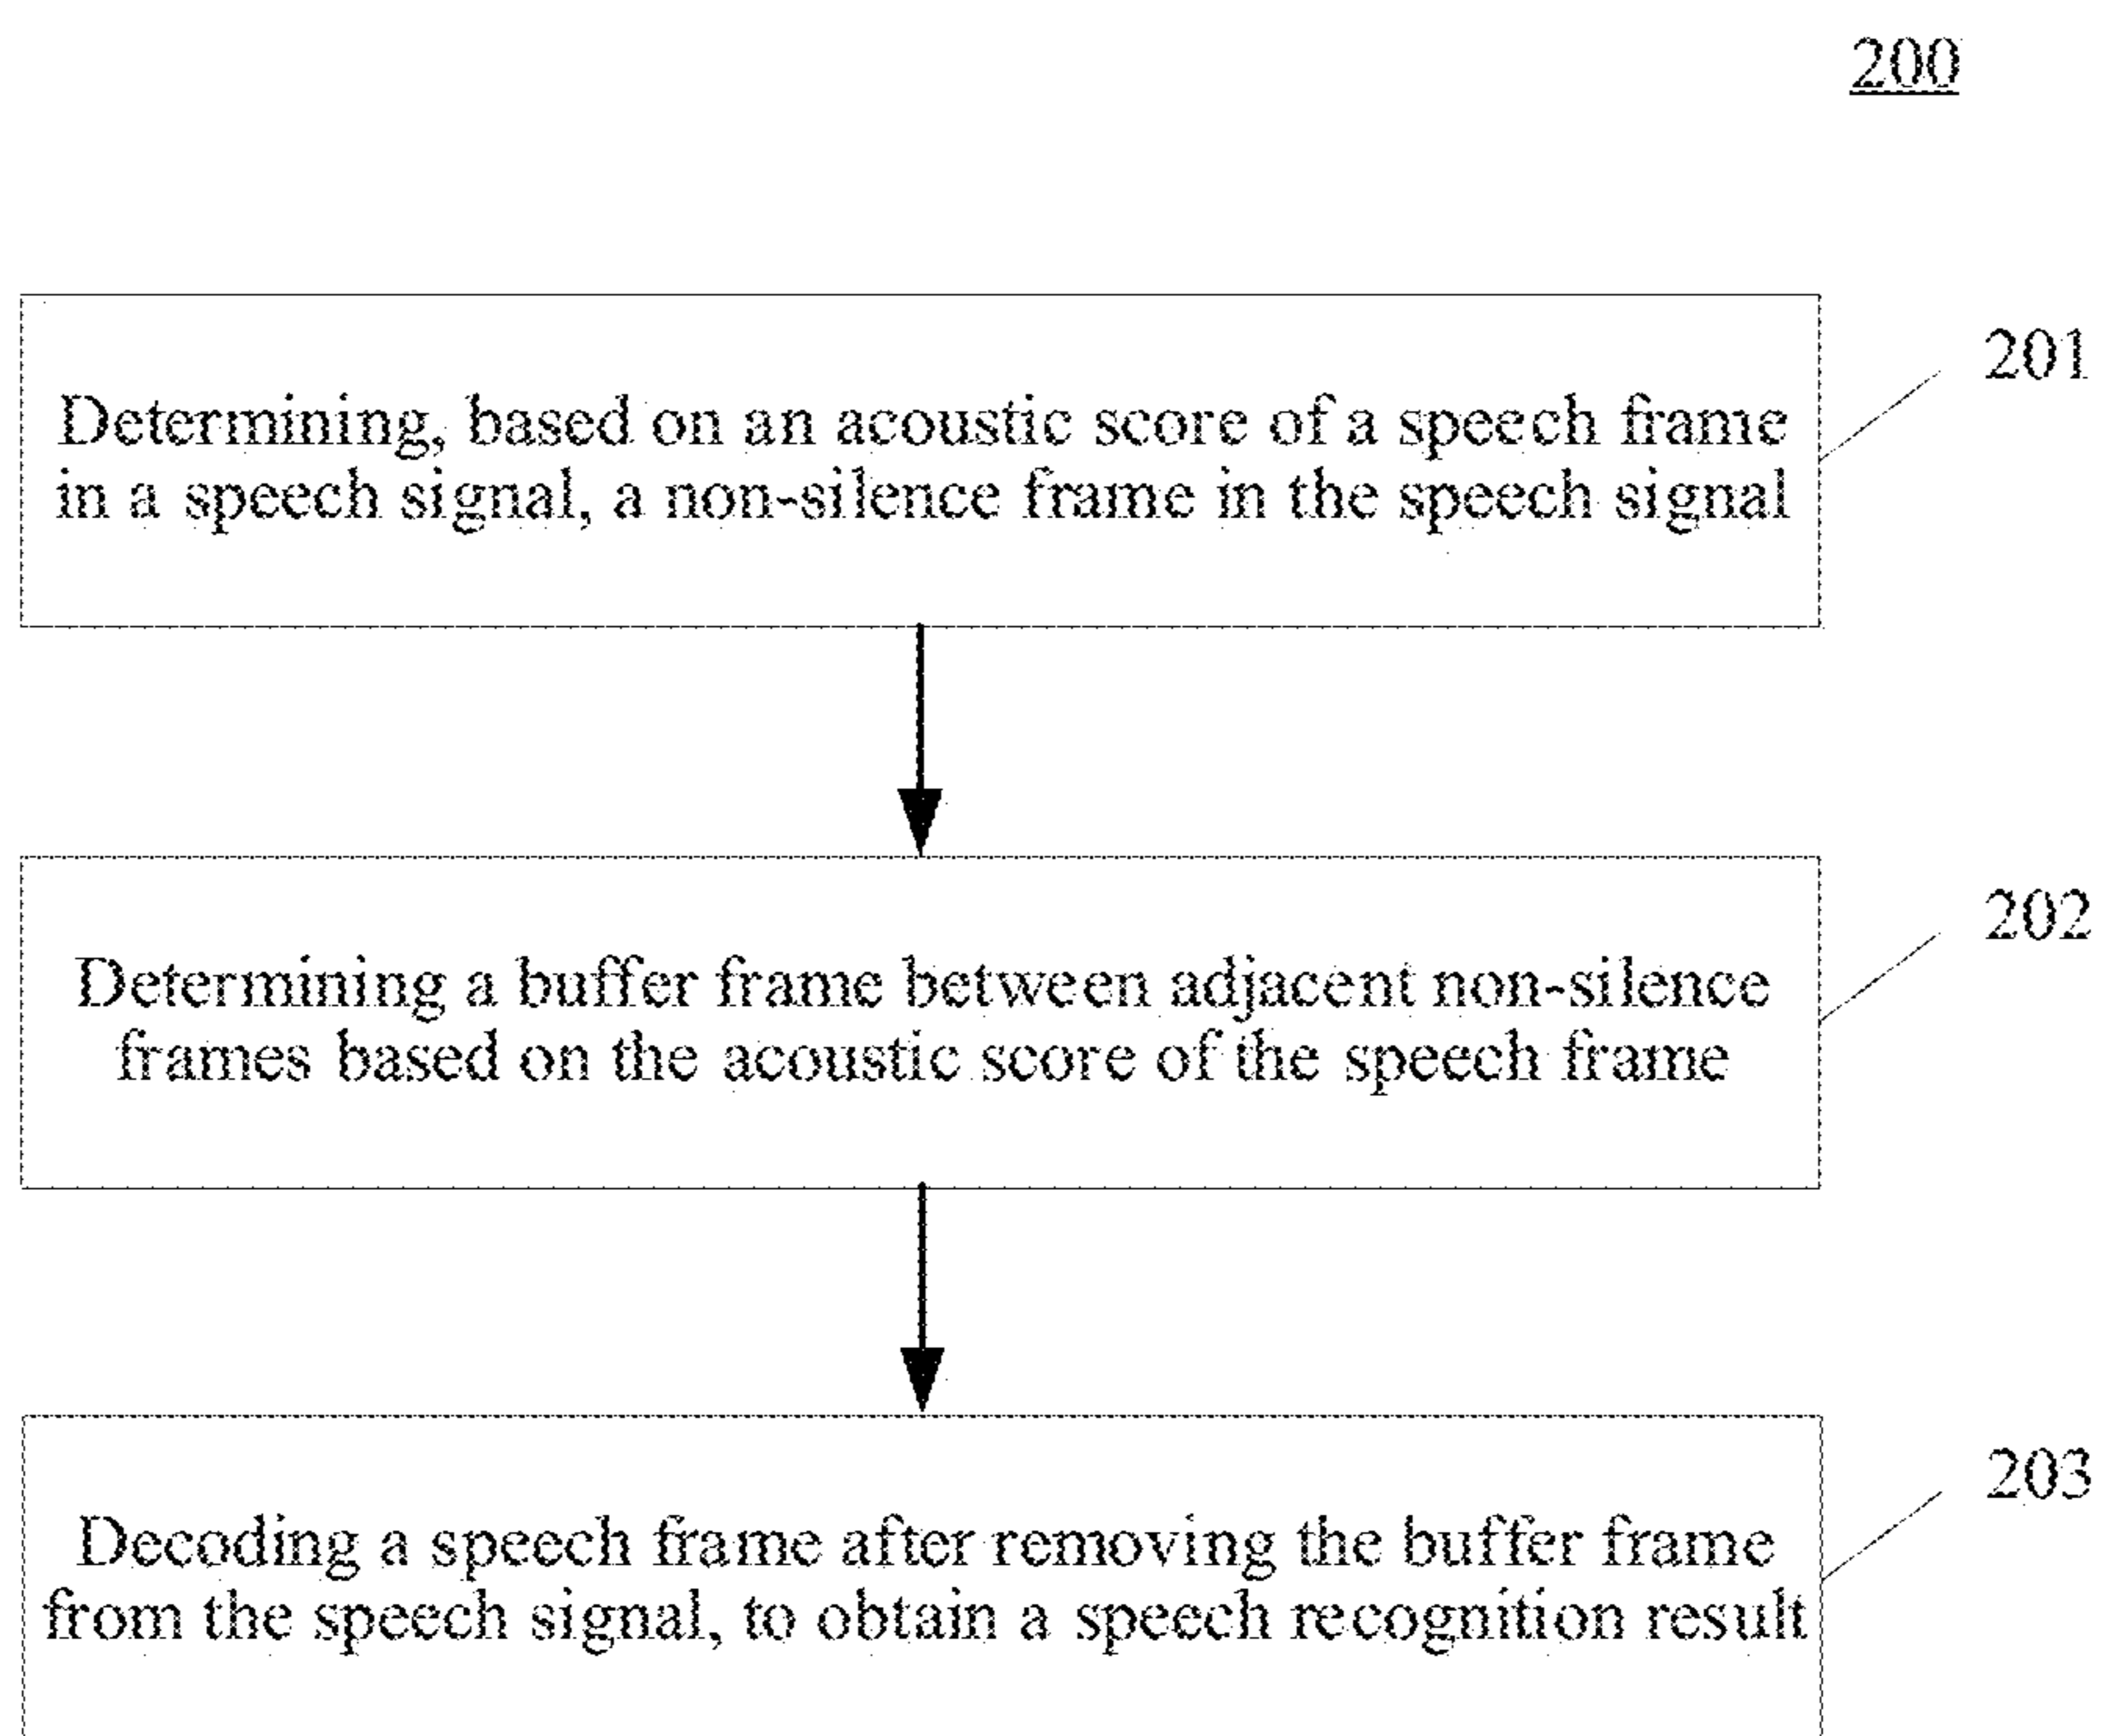 200
201
Determining, based on an acoustic score of a speech frame
in a speech signal, a non-silence frame in the speech signal
202
Determining a buffer frame between adjacent non-silence
frames based on the acoustic score of the speech frame
203
Decoding a speech frame after removing the buffer frame
from the speech signal, to obtain a speech recognition result